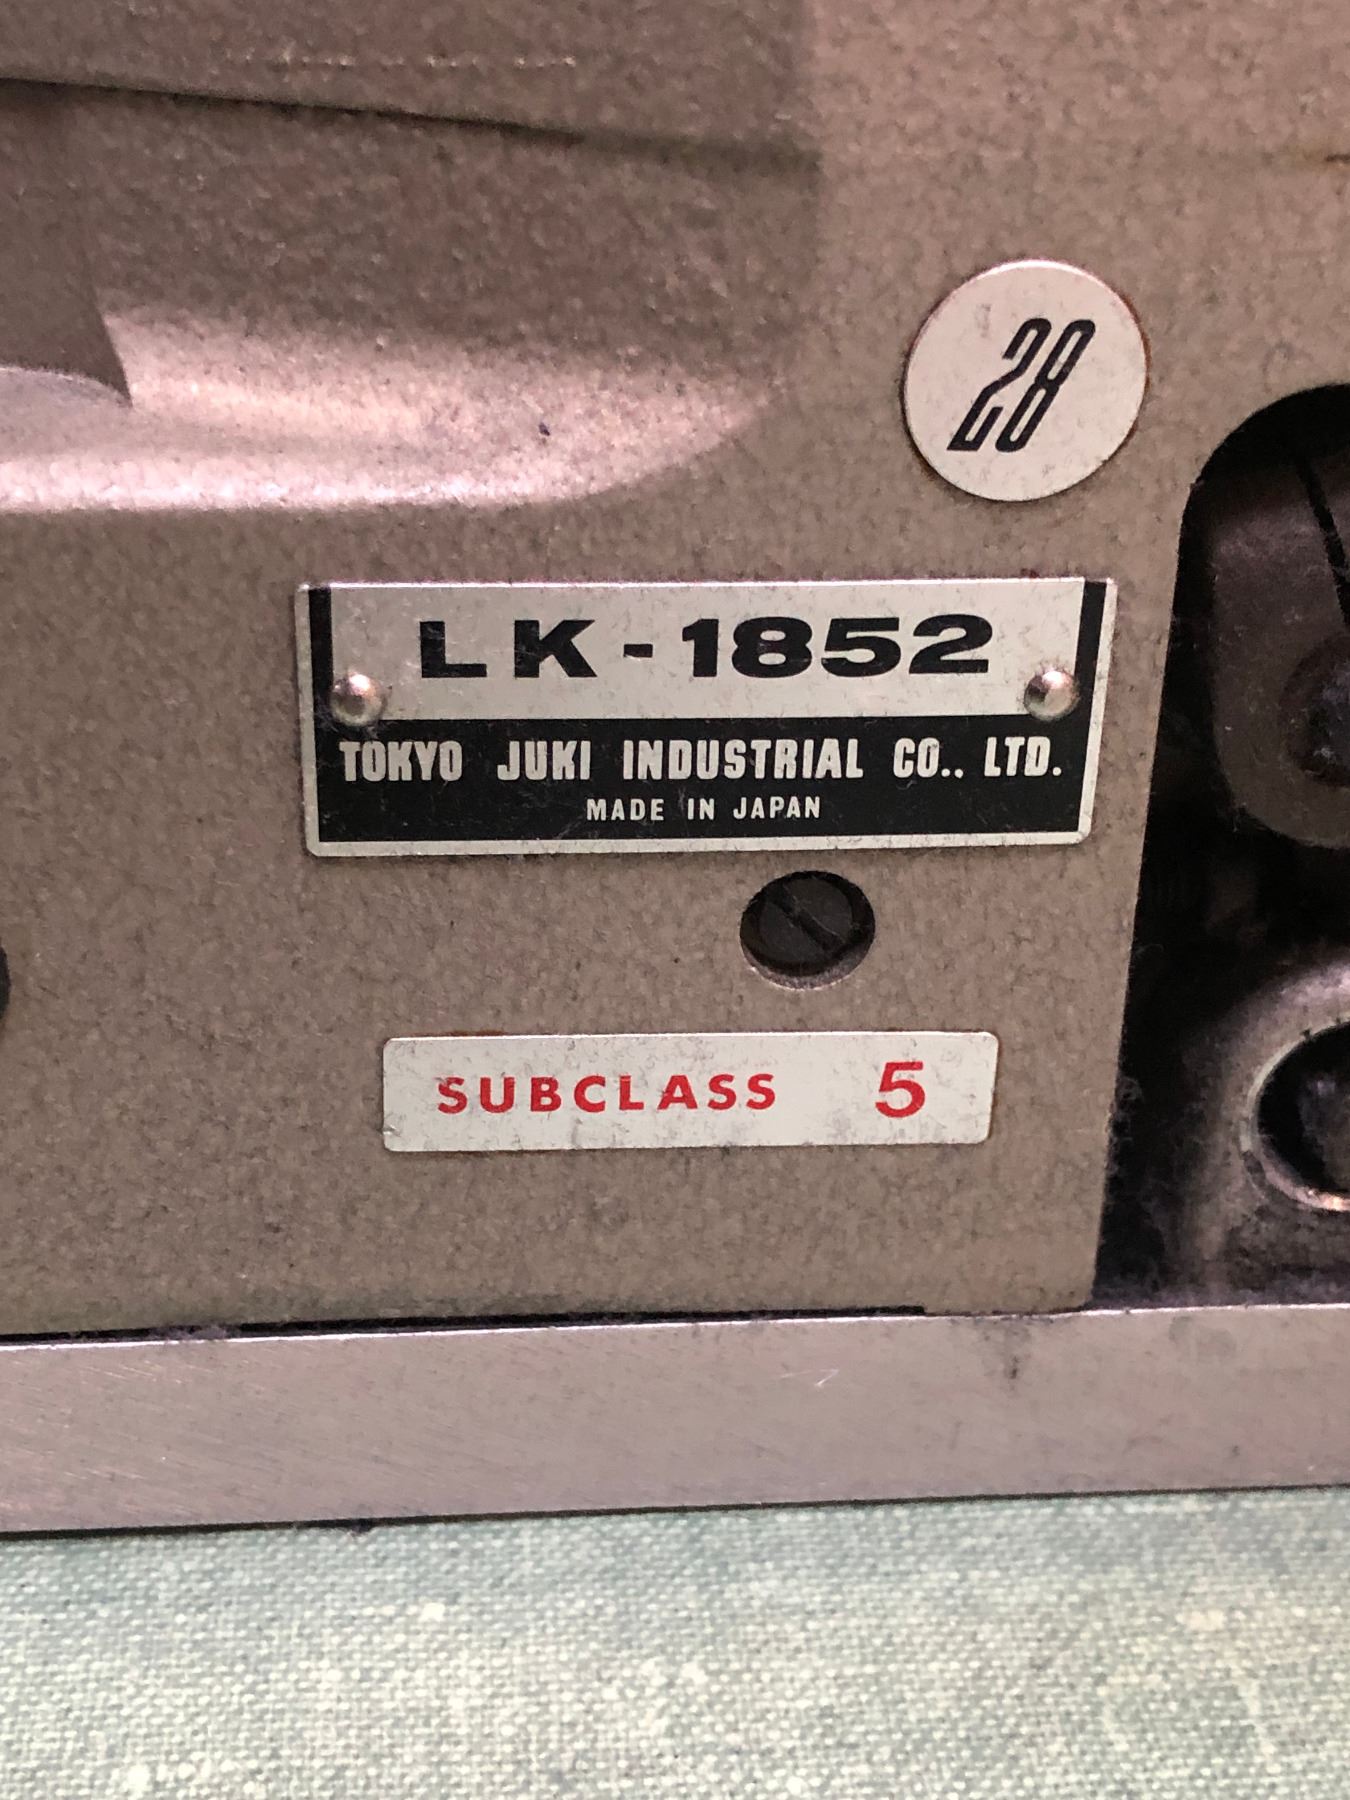 28
LK-1852
TOKYO JUKI INDUSTRIAL CO., LTD.
MADE IN JAPAN
SUBCLASS 5